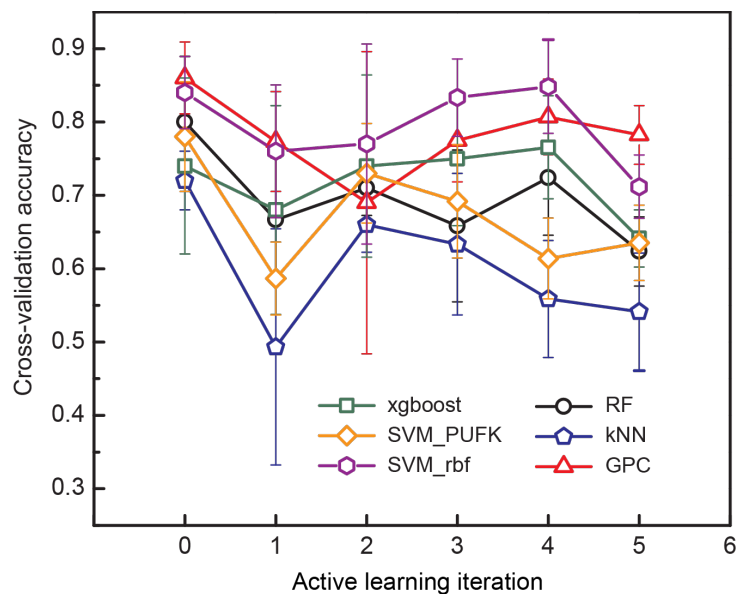 Cross-validation accuracy
0.9
0.8
0.7
0.6
0.5
0.4
0.3
xgboost
RF
SVM_PUFK
kNN
SVM_rbf
GPC
0 1 2 3 4 5 6
Active learning iteration